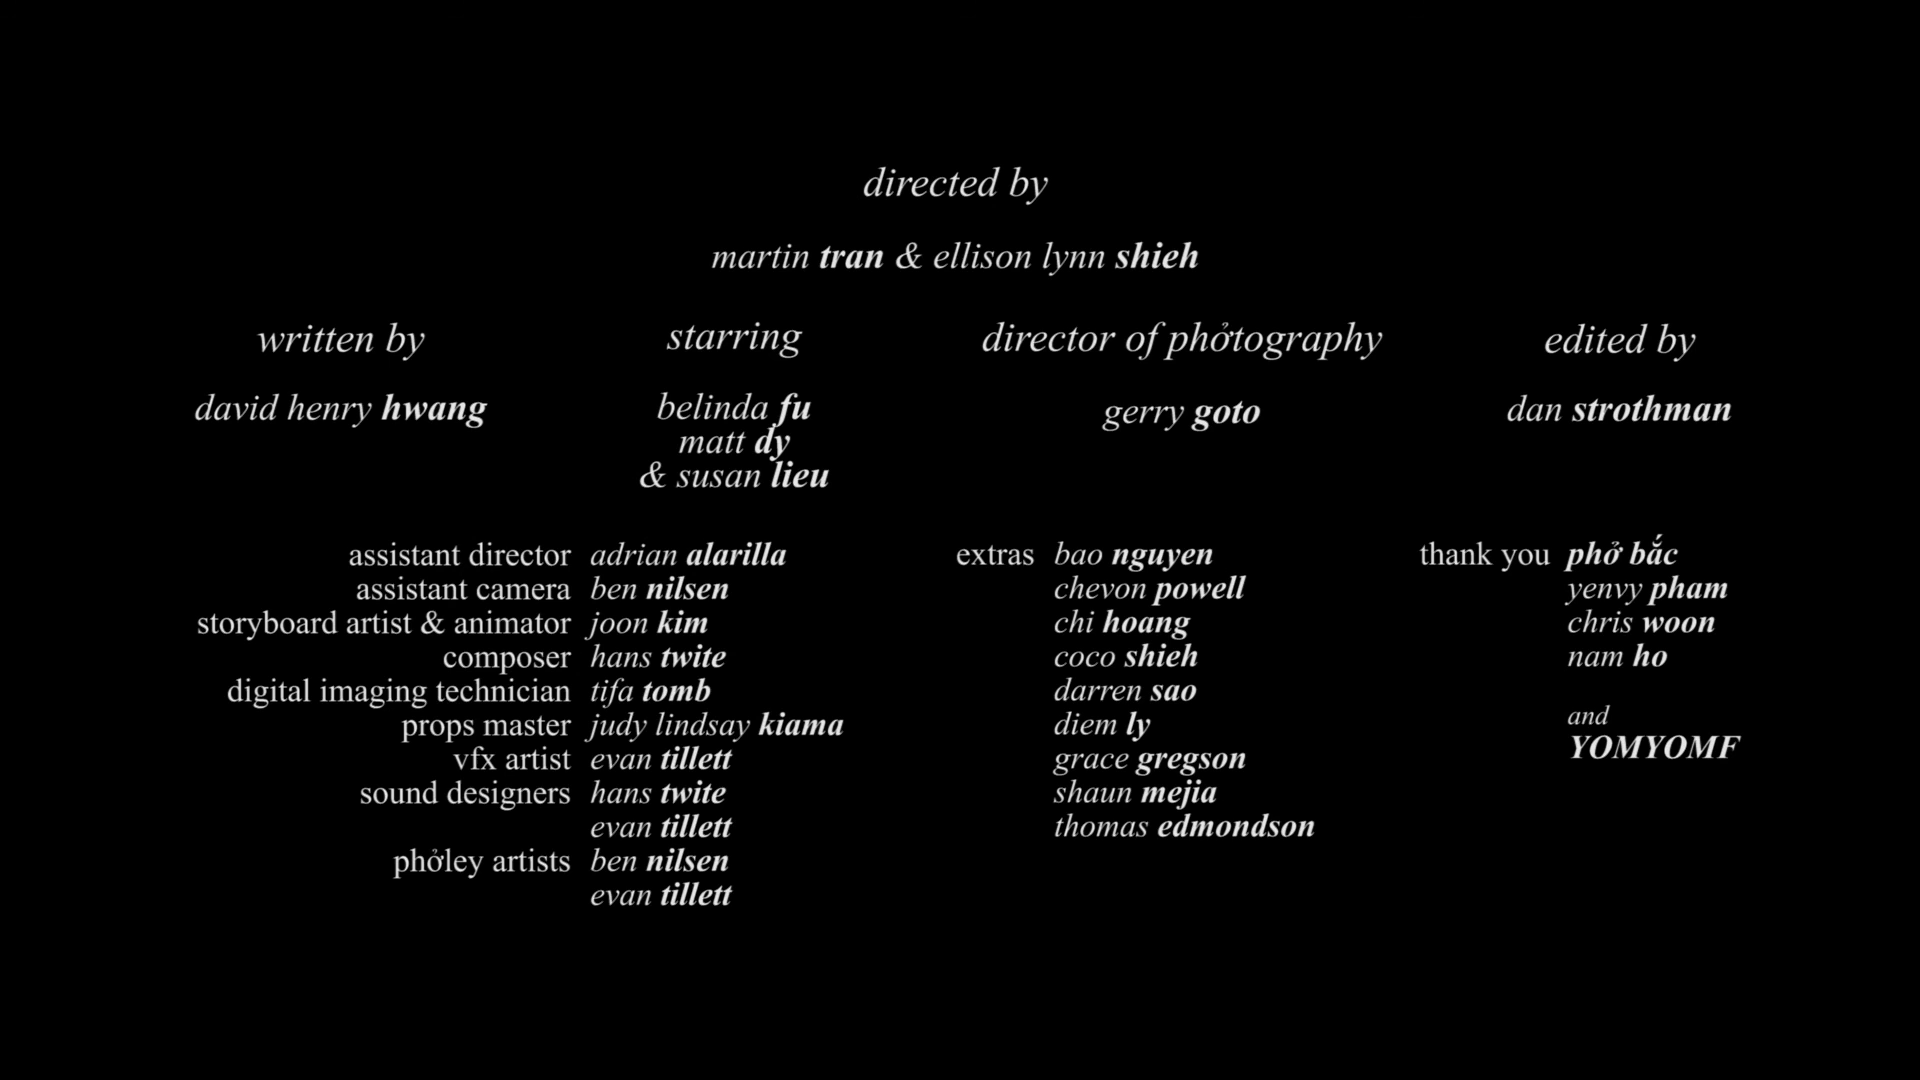 directed by
martin tran & ellison lynn shieh
written by
david henry hwang
starring
belinda fu
matt dy
& susan lieu
director of phởtography
gerry goto
edited by
dan strothman
assistant director adrian alarilla
assistant camera ben nilsen
storyboard artist & animator joon kim
composer hans twite
digital imaging technician tifa tomb
props master judy lindsay kiama
vfx artist evan tillett
sound designers hans twite
evan tillett
phởley artists ben nilsen
evan tillett
extras bao nguyen
chevon powell
chi hoang
coco shieh
darren sao
diem ly
grace gregson
shaun mejia
thomas edmondson
thank you phở bắc
yenvy pham
chris woon
nam ho
and
YOMYOMF